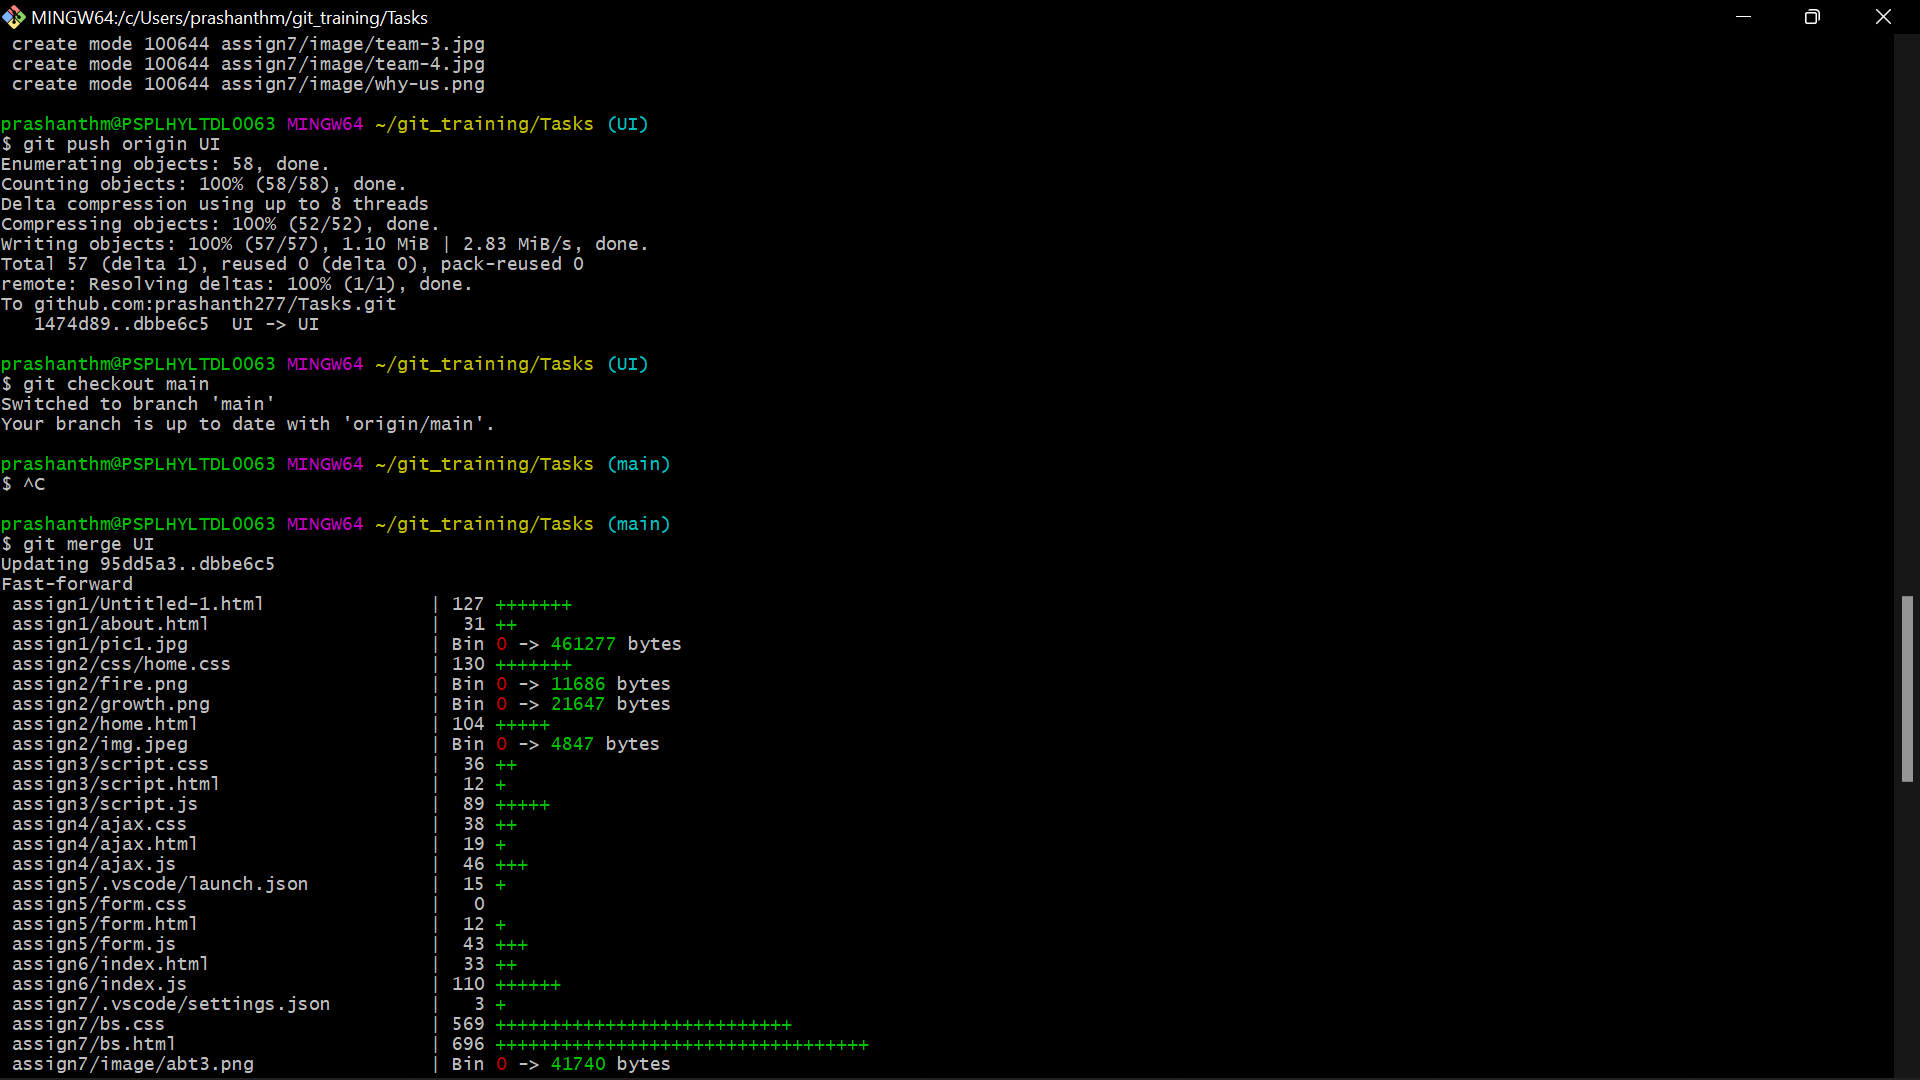 MINGW64:/c/Users/prashanthm/git_training/Tasks
create mode 100644 assign7/image/team-3.jpg
create mode 100644 assign7/image/team-4.jpg
create mode 100644 assign7/image/why-us.png
prashanthm@PSPLHYLTDL0063 MINGW64 ~/git_training/Tasks (UI)
$ git push origin UI
Enumerating objects: 58, done.
Counting objects: 100% (58/58), done.
Delta compression using up to 8 threads
Compressing objects: 100% (52/52), done.
Writing objects: 100% (57/57), 1.10 MiB | 2.83 MiB/s, done.
Total 57 (delta 1), reused 0 (delta 0), pack-reused 0
remote: Resolving deltas: 100% (1/1), done.
To github.com:prashanth277/Tasks.git
1474d89..dbbe6c5 UI -> UI
prashanthm@PSPLHYLTDL0063 MINGW64 ~/git_training/Tasks (UI)
$ git checkout main
Switched to branch 'main'
Your branch is up to date with 'origin/main'.
prashanthm@PSPLHYLTDL0063 MINGW64 ~/git_training/Tasks (main)
$ ^C
prashanthm@PSPLHYLTDL0063 MINGW64 ~/git_training/Tasks (main)
$ git merge UI
Updating 95dd5a3..dbbe6c5
Fast-forward
assign1/Untitled-1.html | 127 +++++++
assign1/about.html | 31 ++
assign1/pic1.jpg | Bin 0 -> 461277 bytes
assign2/css/home.css | 130 +++++++
assign2/fire.png | Bin 0 -> 11686 bytes
assign2/growth.png | Bin 0 -> 21647 bytes
assign2/home.html | 104 +++++
assign2/img.jpeg | Bin 0 -> 4847 bytes
assign3/script.css | 36 ++
assign3/script.html | 12 +
assign3/script.js | 89 +++++
assign4/ajax.css | 38 ++
assign4/ajax.html | 19 +
assign4/ajax.js | 46 +++
assign5/.vscode/launch.json | 15 +
assign5/form.css | 0
assign5/form.html | 12 +
assign5/form.js | 43 +++
assign6/index.html | 33 ++
assign6/index.js | 110 ++++++
assign7/.vscode/settings.json | 3 +
assign7/bs.css | 569 +++++++++++++++++++++++++++
assign7/bs.html | 696 ++++++++++++++++++++++++++++++++++
assign7/image/abt3.png | Bin 0 -> 41740 bytes